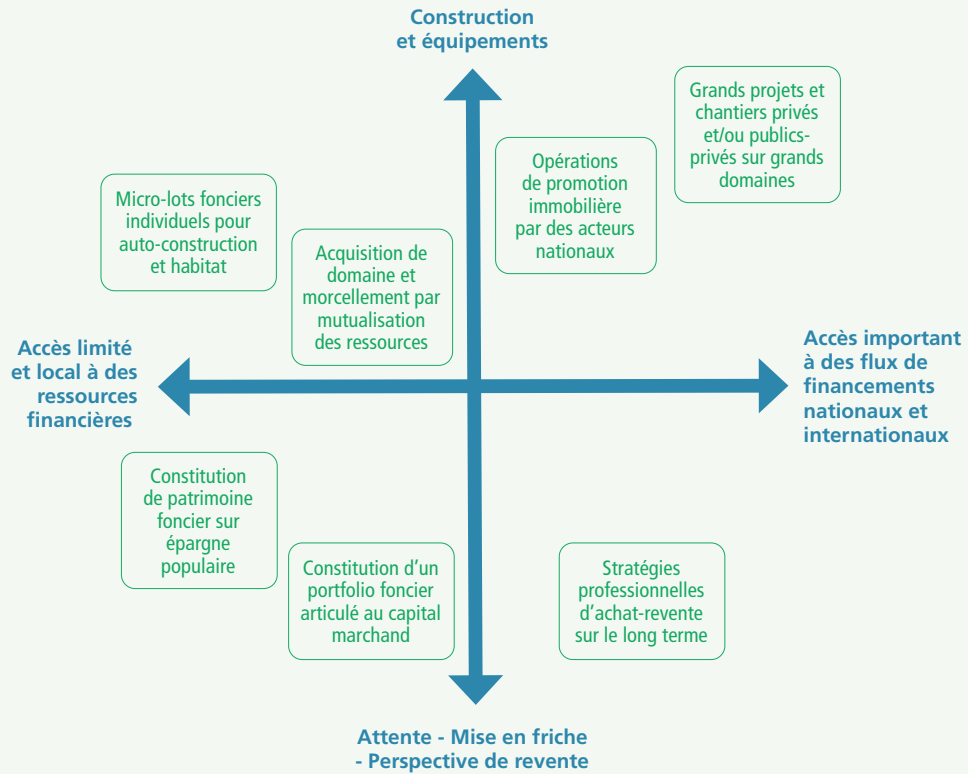 Construction
et équipements
Grands projets et
chantiers privés
et/ou publics-
privés sur grands
domaines
Opérations
de promotion
immobilière
par des acteurs
nationaux
Micro-lots fonciers
individuels pour
auto-construction
et habitat
Acquisition de
domaine et
morcellement par
mutualisation
des ressources
Accès limité
et local à des
ressources
financières
Accès important
à des flux de
financements
nationaux et
internationaux
Constitution
de patrimoine
foncier sur
épargne
populaire
Constitution d'un
portfolio foncier
articulé au capital
marchand
Stratégies
professionnelles
d'achat-revente
sur le long terme
Attente - Mise en friche
- Perspective de revente